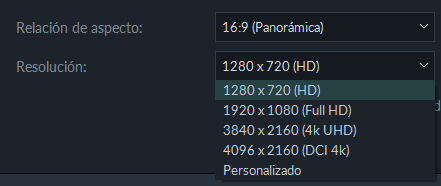 Relación de aspecto: 16:9 (Panorámica)
Resolución: 1280 x 720 (HD)
1280 x 720 (HD)
1920 x 1080 (Full HD)
3840 x 2160 (4k UHD)
4096 x 2160 (DCI 4k)
Personalizado